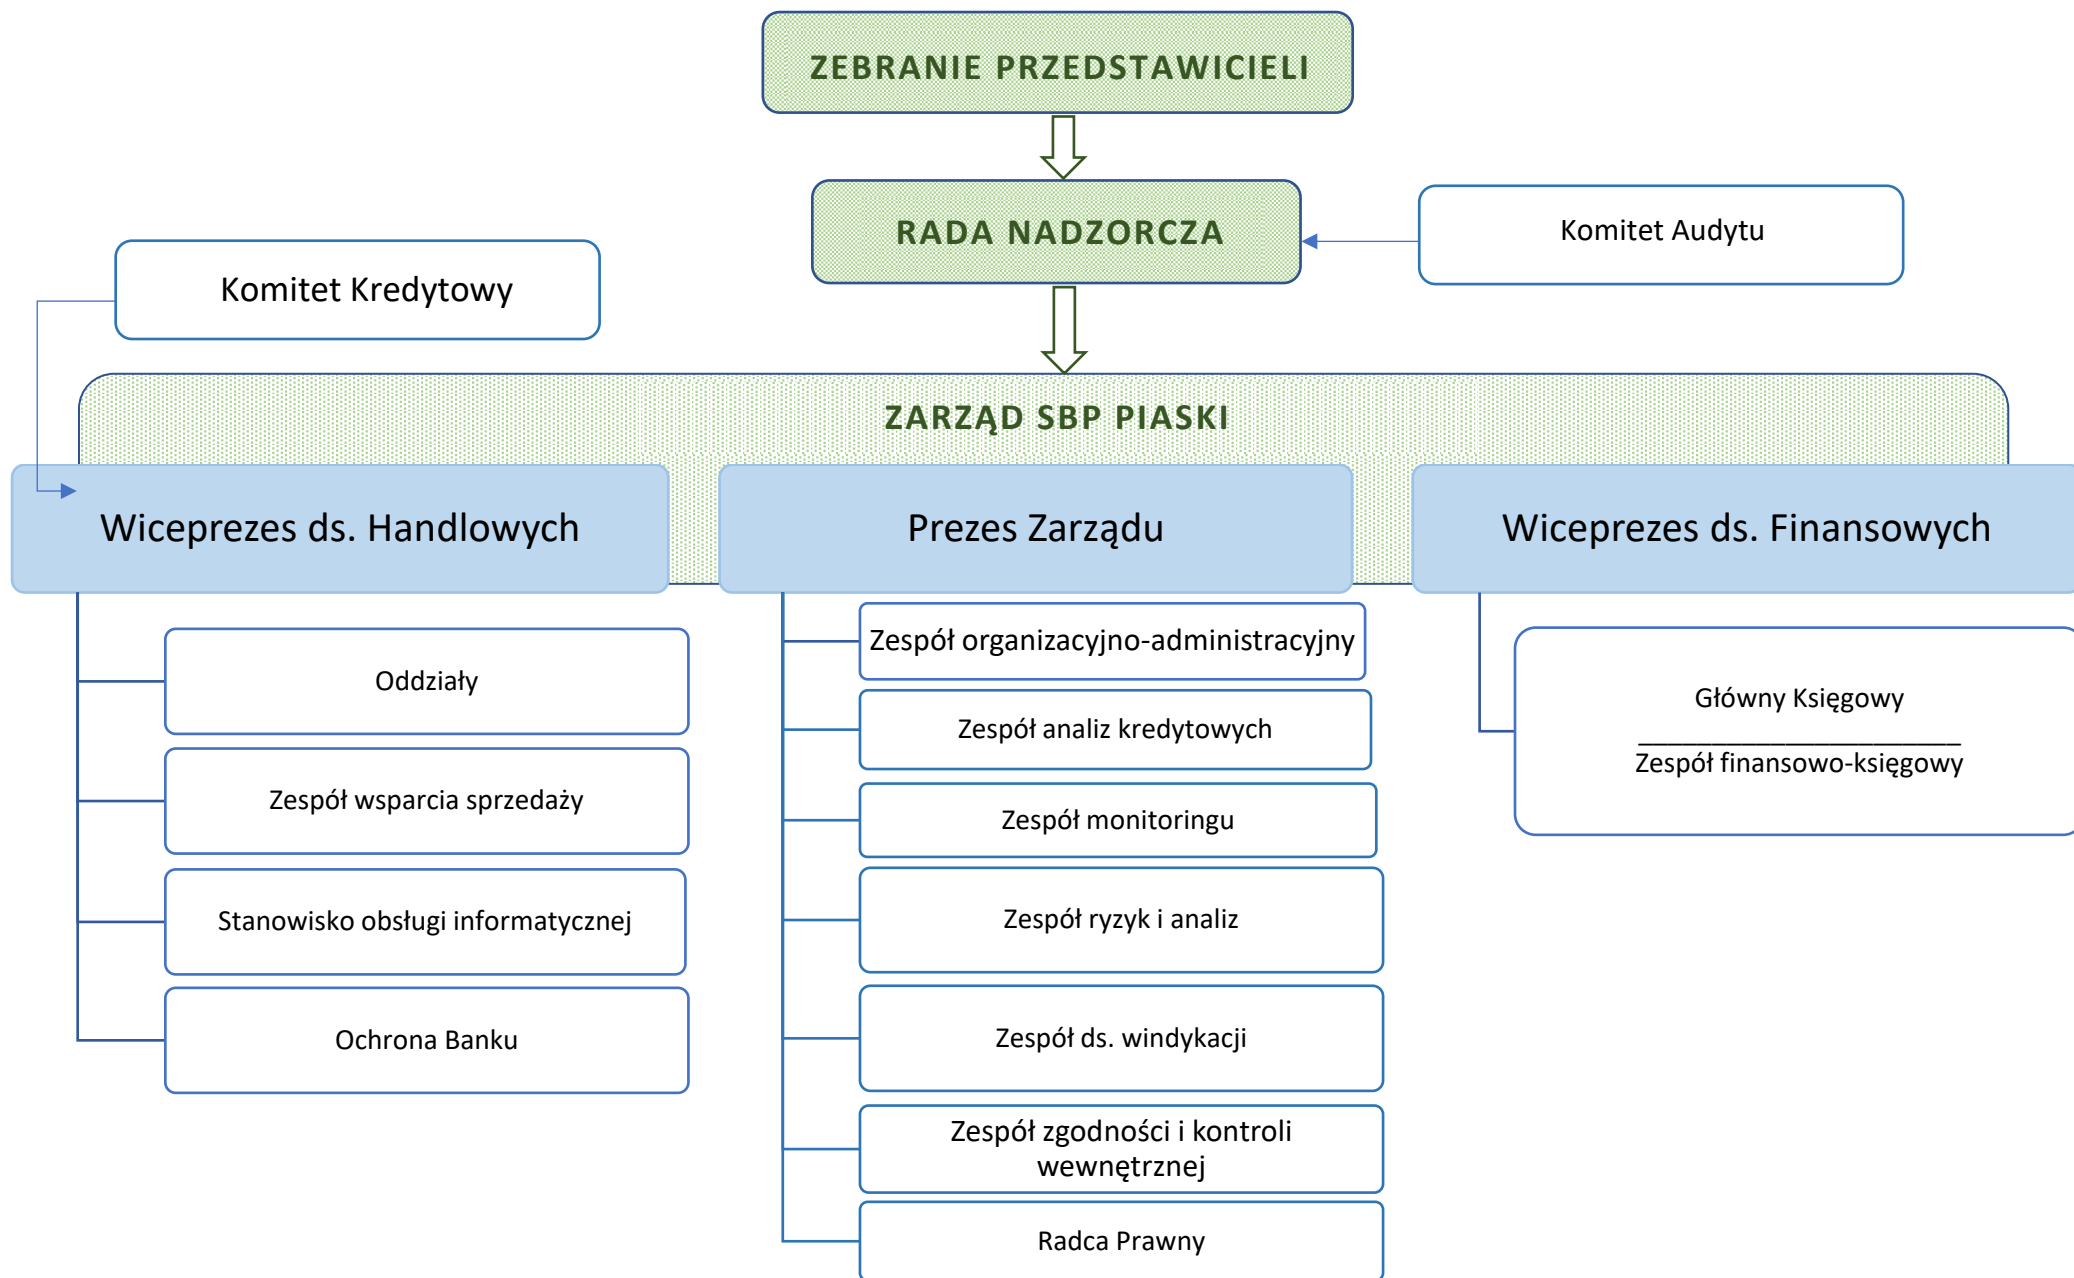 ZEBRANIE PRZEDSTAWICIELI
RADA NADZORCZA
Komitet Audytu
Komitet Kredytowy
ZARZĄD SBP PIASKI
Wiceprezes ds. Handlowych
Prezes Zarządu
Wiceprezes ds. Finansowych
Oddziały
Zespół wsparcia sprzedaży
Stanowisko obsługi informatycznej
Ochrona Banku
Zespół organizacyjno-administracyjny
Zespół analiz kredytowych
Zespół monitoringu
Zespół ryzyk i analiz
Zespół ds. windykacji
Zespół zgodności i kontroli
wewnętrznej
Radca Prawny
Główny Księgowy
Zespół finansowo-księgowy